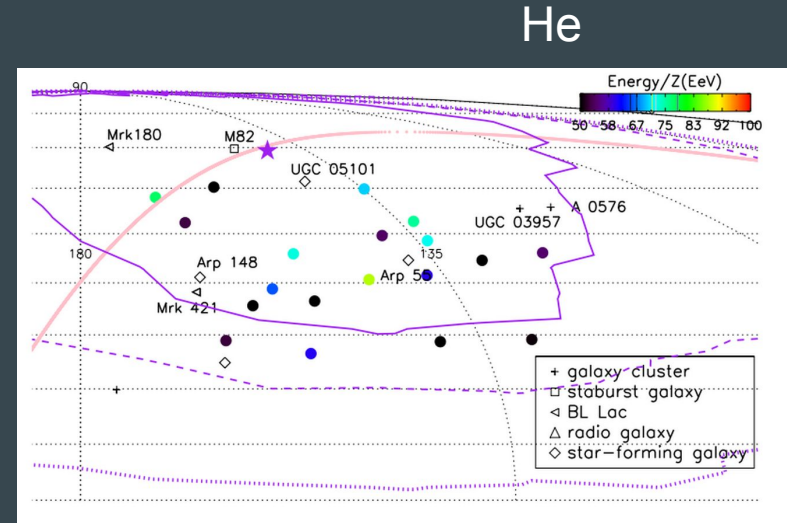 He
Energy/Z(EeV)
50 58 67 75 83 92 100
90
Mrk180
M82
UGC 05101
A 0576
UGC 03957
180
135
Arp 148
Arp 55
Mrk 421
galaxy cluster
staburst galaxy
BL Lac
radio galaxy
star-forming galaxy